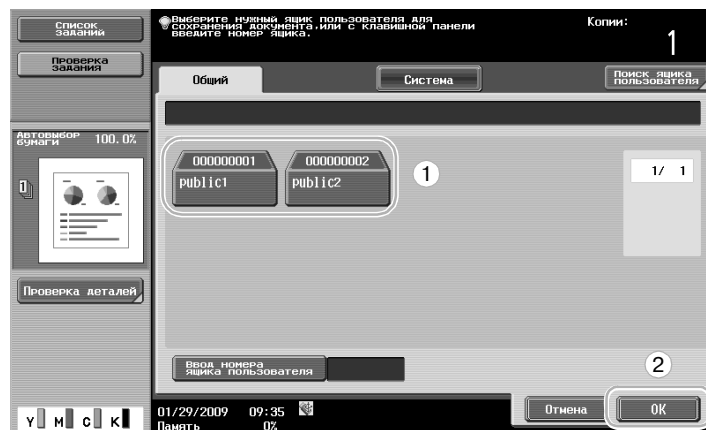 Список
заданий
Проверка
задания
Выберите нужный ящик пользователя для
сохранения документа,или с клавишной панели
введите номер ящика.
Копии:
1
Общий
Система
Поиск ящика
пользователя
Автовыбор
бумаги
100.0%
1
000000001
public1
000000002
public2
1
1/ 1
Проверка деталей
Ввод номера
ящика пользователя
2
Y M C K
01/29/2009 09:35
Память 0%
Отмена
OK